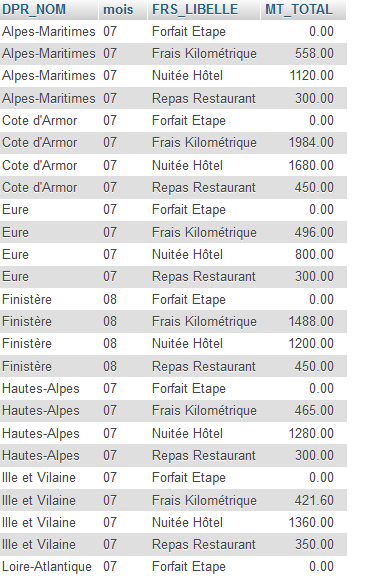 DPR_NOM mois FRS_LIBELLE MT_TOTAL
Alpes-Maritimes 07 Forfait Etape 0.00
Alpes-Maritimes 07 Frais Kilométrique 558.00
Alpes-Maritimes 07 Nuitée Hôtel 1120.00
Alpes-Maritimes 07 Repas Restaurant 300.00
Cote d'Armor 07 Forfait Etape 0.00
Cote d'Armor 07 Frais Kilométrique 1984.00
Cote d'Armor 07 Nuitée Hôtel 1680.00
Cote d'Armor 07 Repas Restaurant 450.00
Eure 07 Forfait Etape 0.00
Eure 07 Frais Kilométrique 496.00
Eure 07 Nuitée Hôtel 800.00
Eure 07 Repas Restaurant 300.00
Finistère 08 Forfait Etape 0.00
Finistère 08 Frais Kilométrique 1488.00
Finistère 08 Nuitée Hôtel 1200.00
Finistère 08 Repas Restaurant 450.00
Hautes-Alpes 07 Forfait Etape 0.00
Hautes-Alpes 07 Frais Kilométrique 465.00
Hautes-Alpes 07 Nuitée Hôtel 1280.00
Hautes-Alpes 07 Repas Restaurant 300.00
Ille et Vilaine 07 Forfait Etape 0.00
Ille et Vilaine 07 Frais Kilométrique 421.60
Ille et Vilaine 07 Nuitée Hôtel 1360.00
Ille et Vilaine 07 Repas Restaurant 350.00
Loire-Atlantique 07 Forfait Etape 0.00